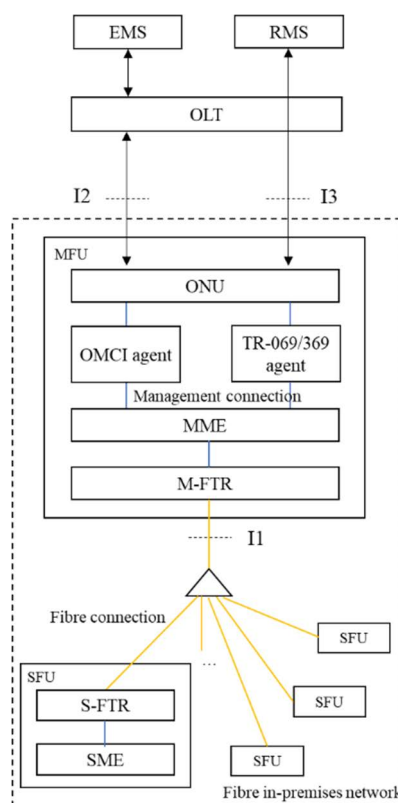 EMS
RMS
OLT
I2
I3
MFU
ONU
OMCI agent
TR-069/369
agent
Management connection
MME
M-FTR
I1
Fibre connection
...
SFU
SFU
S-FTR
SFU
SME
SFU
Fibre in-premises network